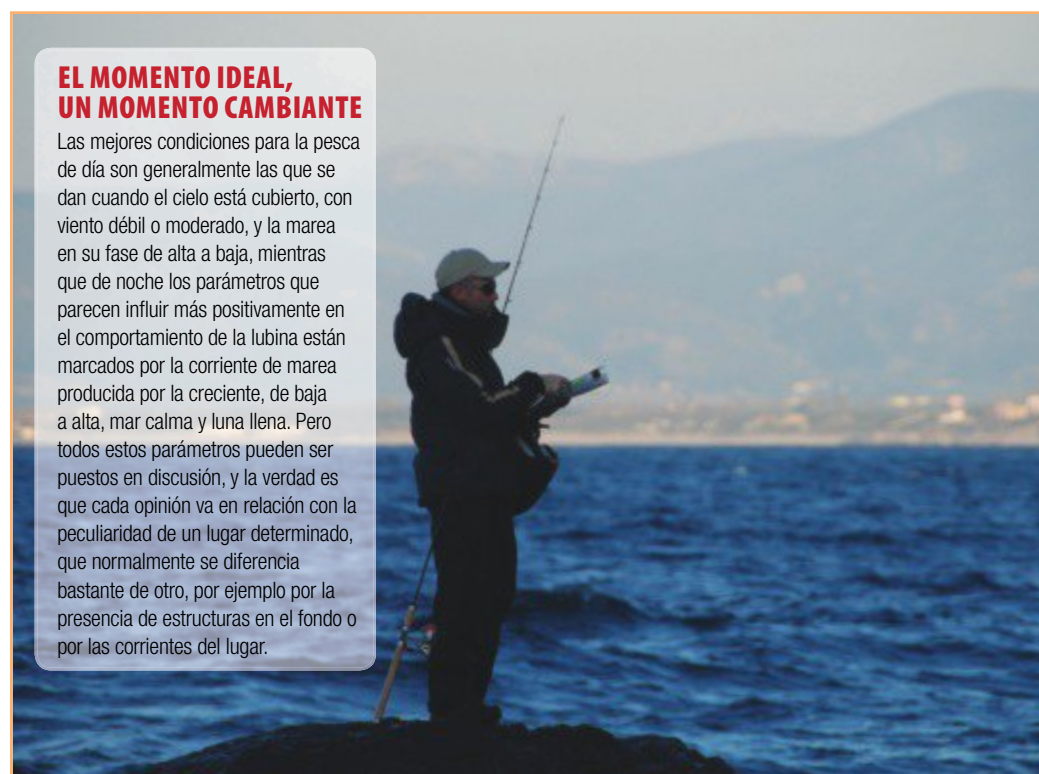 EL MOMENTO IDEAL,
UN MOMENTO CAMBIANTE
Las mejores condiciones para la pesca
de día son generalmente las que se
dan cuando el cielo está cubierto, con
viento débil o moderado, y la marea
en su fase de alta a baja, mientras
que de noche los parámetros que
parecen influir más positivamente en
el comportamiento de la lubina están
marcados por la corriente de marea
producida por la creciente, de baja
a alta, mar calma y luna llena. Pero
todos estos parámetros pueden ser
puestos en discusión, y la verdad es
que cada opinión va en relación con la
peculiaridad de un lugar determinado,
que normalmente se diferencia
bastante de otro, por ejemplo por la
presencia de estructuras en el fondo o
por las corrientes del lugar.